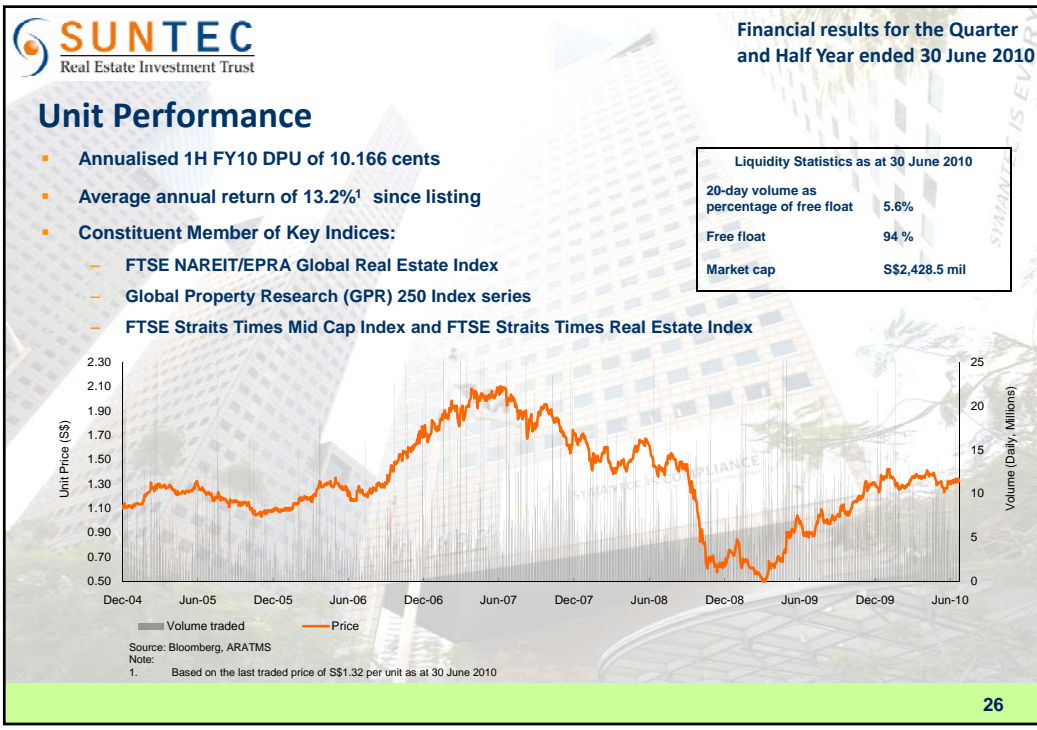 SUNTEC
Real Estate Investment Trust
Financial results for the Quarter
and Half Year ended 30 June 2010
Unit Performance
▪ Annualised 1H FY10 DPU of 10.166 cents
▪ Average annual return of 13.2%¹ since listing
▪ Constituent Member of Key Indices:
– FTSE NAREIT/EPRA Global Real Estate Index
– Global Property Research (GPR) 250 Index series
– FTSE Straits Times Mid Cap Index and FTSE Straits Times Real Estate Index
Liquidity Statistics as at 30 June 2010
20-day volume as
percentage of free float 5.6%
Free float 94 %
Market cap S$2,428.5 mil
Unit Price (S$)
2.30
2.10
1.90
1.70
1.50
1.30
1.10
0.90
0.70
0.50
25
20
15
10
5
0
Volume (Daily, Millions)
Dec-04 Jun-05 Dec-05 Jun-06 Dec-06 Jun-07 Dec-07 Jun-08 Dec-08 Jun-09 Dec-09 Jun-10
Volume traded Price
Source: Bloomberg, ARATMS
Note:
1. Based on the last traded price of S$1.32 per unit as at 30 June 2010
SYMANTEC IS COMPLIANCE
SYMANTEC IS EVERY
26